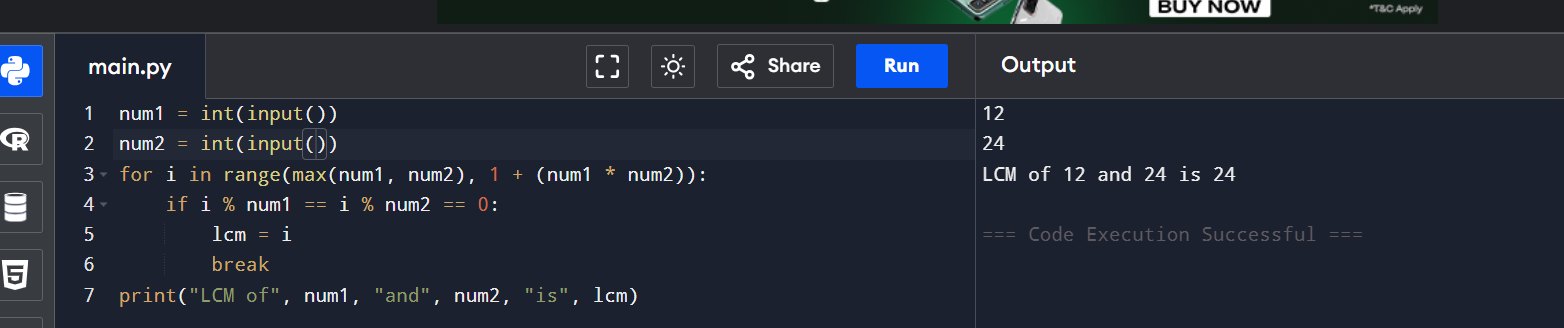 BUY NOW
*T&C Apply
main.py
Share
Run
Output
1 num1 = int(input())
2 num2 = int(input())
3 for i in range(max(num1, num2), 1 + (num1 * num2)):
4     if i % num1 == i % num2 == 0:
5         lcm = i
6         break
7 print("LCM of", num1, "and", num2, "is", lcm)
12
24
LCM of 12 and 24 is 24
=== Code Execution Successful ===
R
5